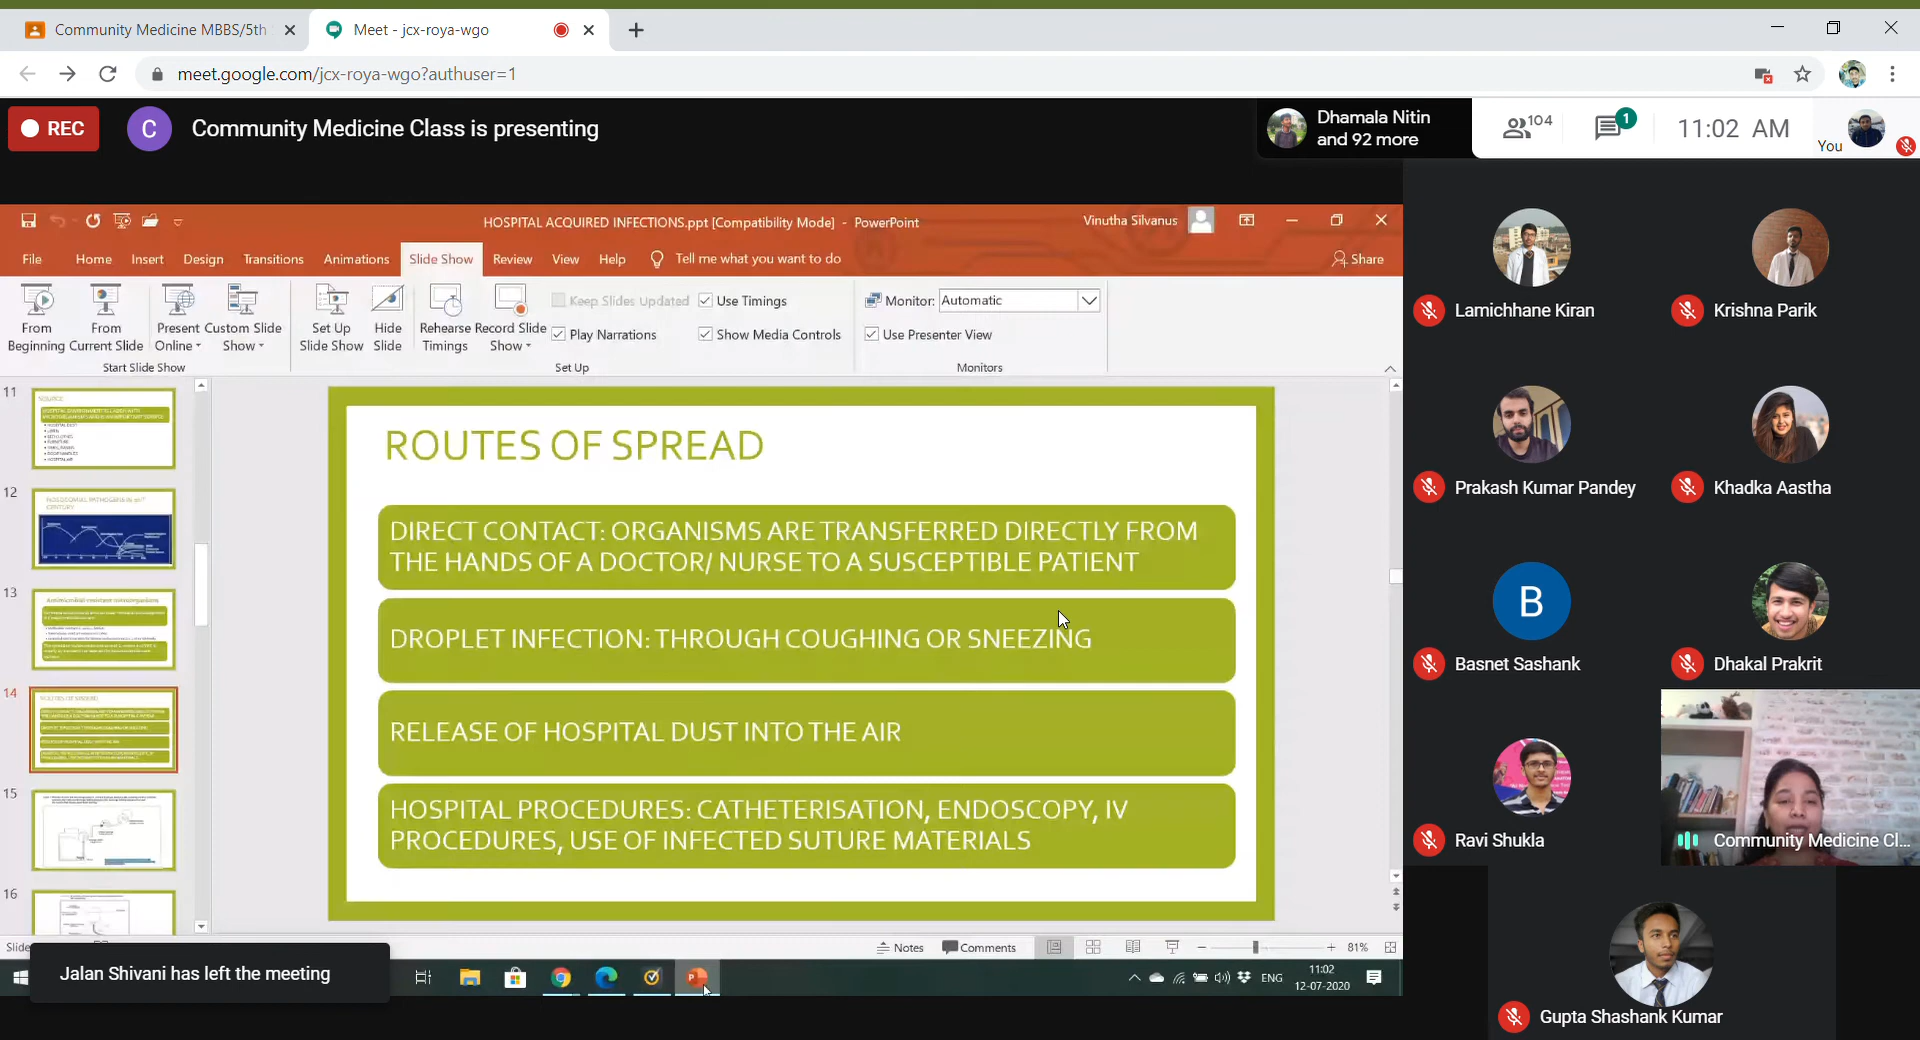 Community Medicine MBBS/5th
Meet - jcx-roya-wgo
meet.google.com/jcx-roya-wgo?authuser=1
REC
C
Community Medicine Class is presenting
Dhamala Nitin
and 92 more
104
1
11:02 AM
You
HOSPITAL ACQUIRED INFECTIONS.ppt [Compatibility Mode] - PowerPoint
Vinutha Silvanus
File Home Insert Design Transitions Animations Slide Show Review View Help Tell me what you want to do
Share
From Beginning
From Current Slide
Present Online
Custom Slide Show
Set Up Slide Show
Hide Slide
Rehearse Timings
Record Slide Show
Keep Slides Updated
Use Timings
Play Narrations
Show Media Controls
Monitor: Automatic
Use Presenter View
Start Slide Show
Set Up
Monitors
11
SOURCE
12
13
Antimicrobial resistant microorganisms
14
ROUTES OF SPREAD
15
16
ROUTES OF SPREAD
DIRECT CONTACT: ORGANISMS ARE TRANSFERRED DIRECTLY FROM
THE HANDS OF A DOCTOR/ NURSE TO A SUSCEPTIBLE PATIENT
DROPLET INFECTION: THROUGH COUGHING OR SNEEZING
RELEASE OF HOSPITAL DUST INTO THE AIR
HOSPITAL PROCEDURES: CATHETERISATION, ENDOSCOPY, IV
PROCEDURES, USE OF INFECTED SUTURE MATERIALS
Slide
Notes
Comments
81%
Jalan Shivani has left the meeting
ENG
11:02
12-07-2020
Lamichhane Kiran
Krishna Parik
Prakash Kumar Pandey
Khadka Aastha
B
Basnet Sashank
Dhakal Prakrit
Ravi Shukla
Community Medicine Cl...
Gupta Shashank Kumar